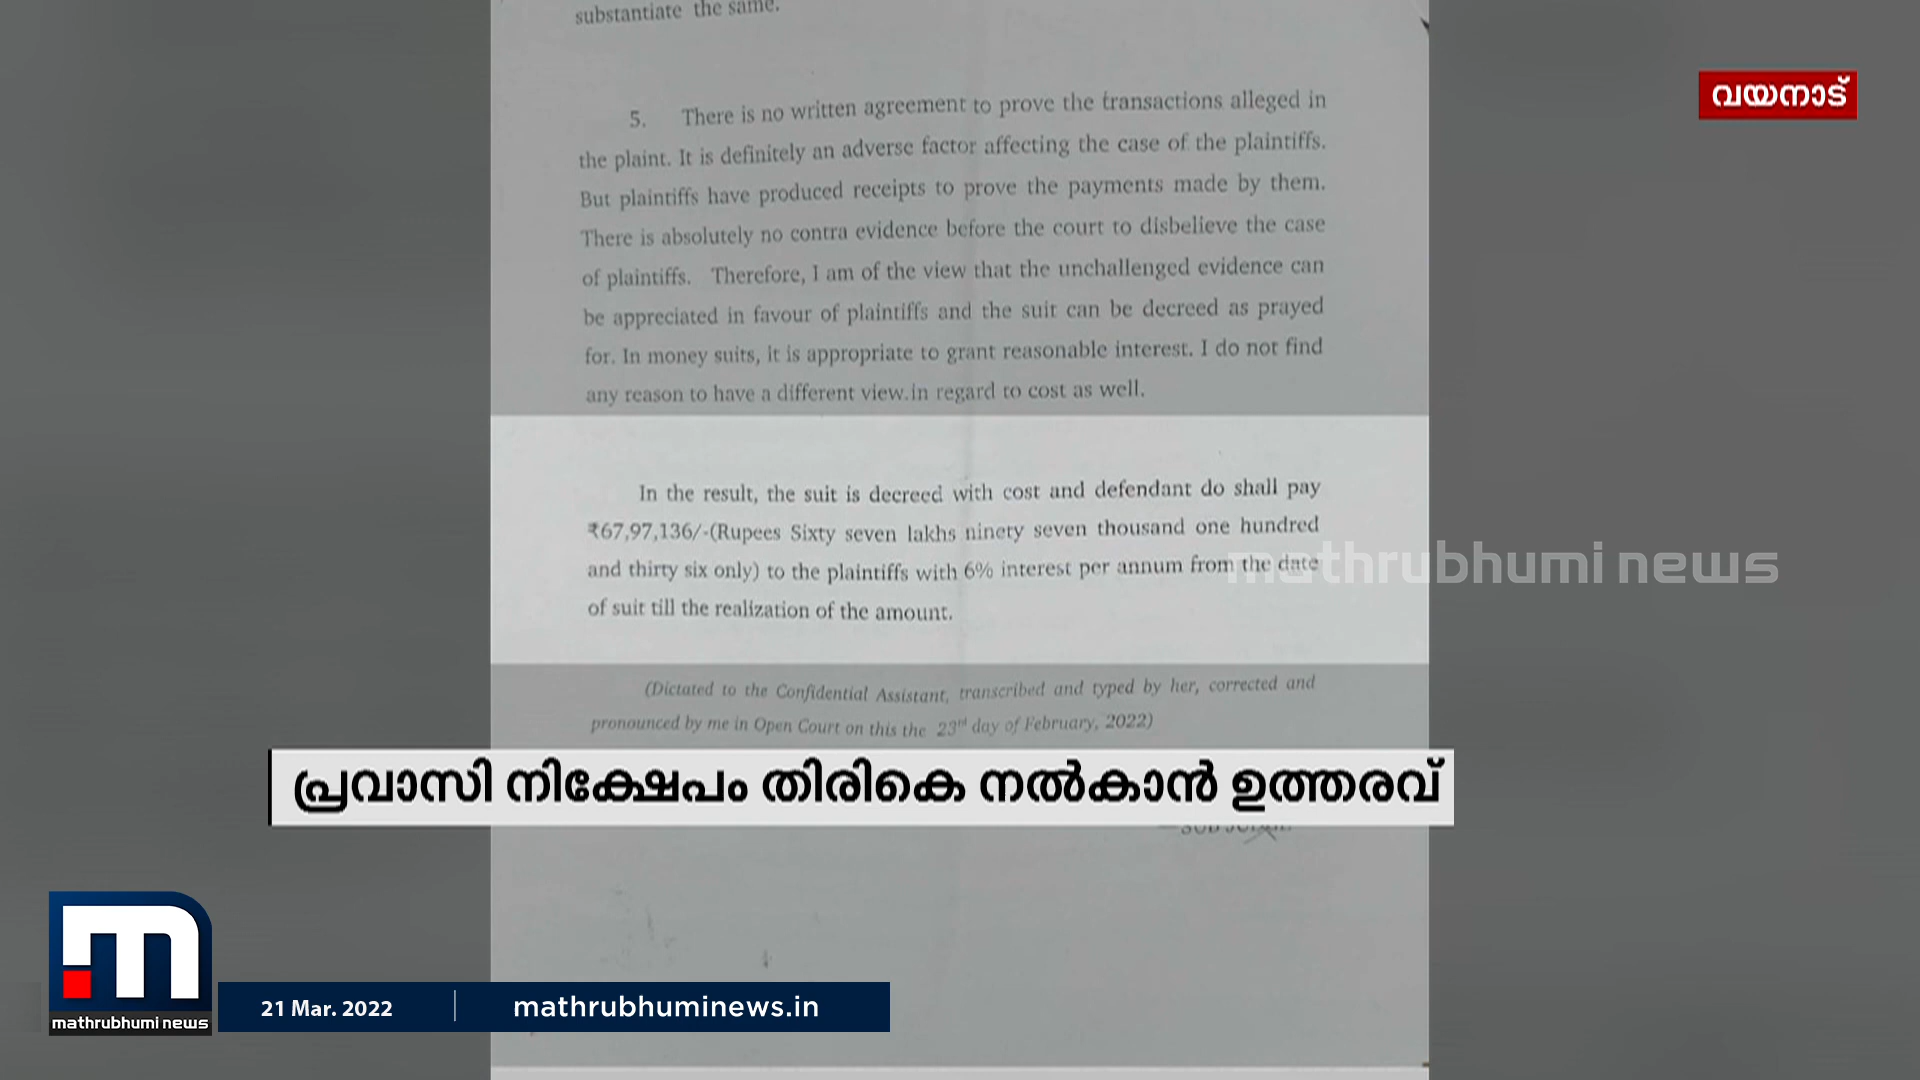 substantiate the same.
വയനാട്
5. There is no written agreement to prove the transactions alleged in
the plaint. It is definitely an adverse factor affecting the case of the plaintiffs.
But plaintiffs have produced receipts to prove the payments made by them.
There is absolutely no contra evidence before the court to disbelieve the case
of plaintiffs. Therefore, I am of the view that the unchallenged evidence can
be appreciated in favour of plaintiffs and the suit can be decreed as prayed
for. In money suits, it is appropriate to grant reasonable interest. I do not find
any reason to have a different view.in regard to cost as well.
In the result, the suit is decreed with cost and defendant do shall pay
₹67,97,136/-(Rupees Sixty seven lakhs ninety seven thousand one hundred
and thirty six only) to the plaintiffs with 6% interest per annum from the date
of suit till the realization of the amount.
mathrubhumi news
(Dictated to the Confidential Assistant, transcribed and typed by her, corrected and
pronounced by me in Open Court on this the 23rd day of February, 2022)
പ്രവാസി നിക്ഷേപം തിരികെ നൽകാൻ ഉത്തരവ്
mathrubhumi news
21 Mar. 2022
mathrubhuminews.in